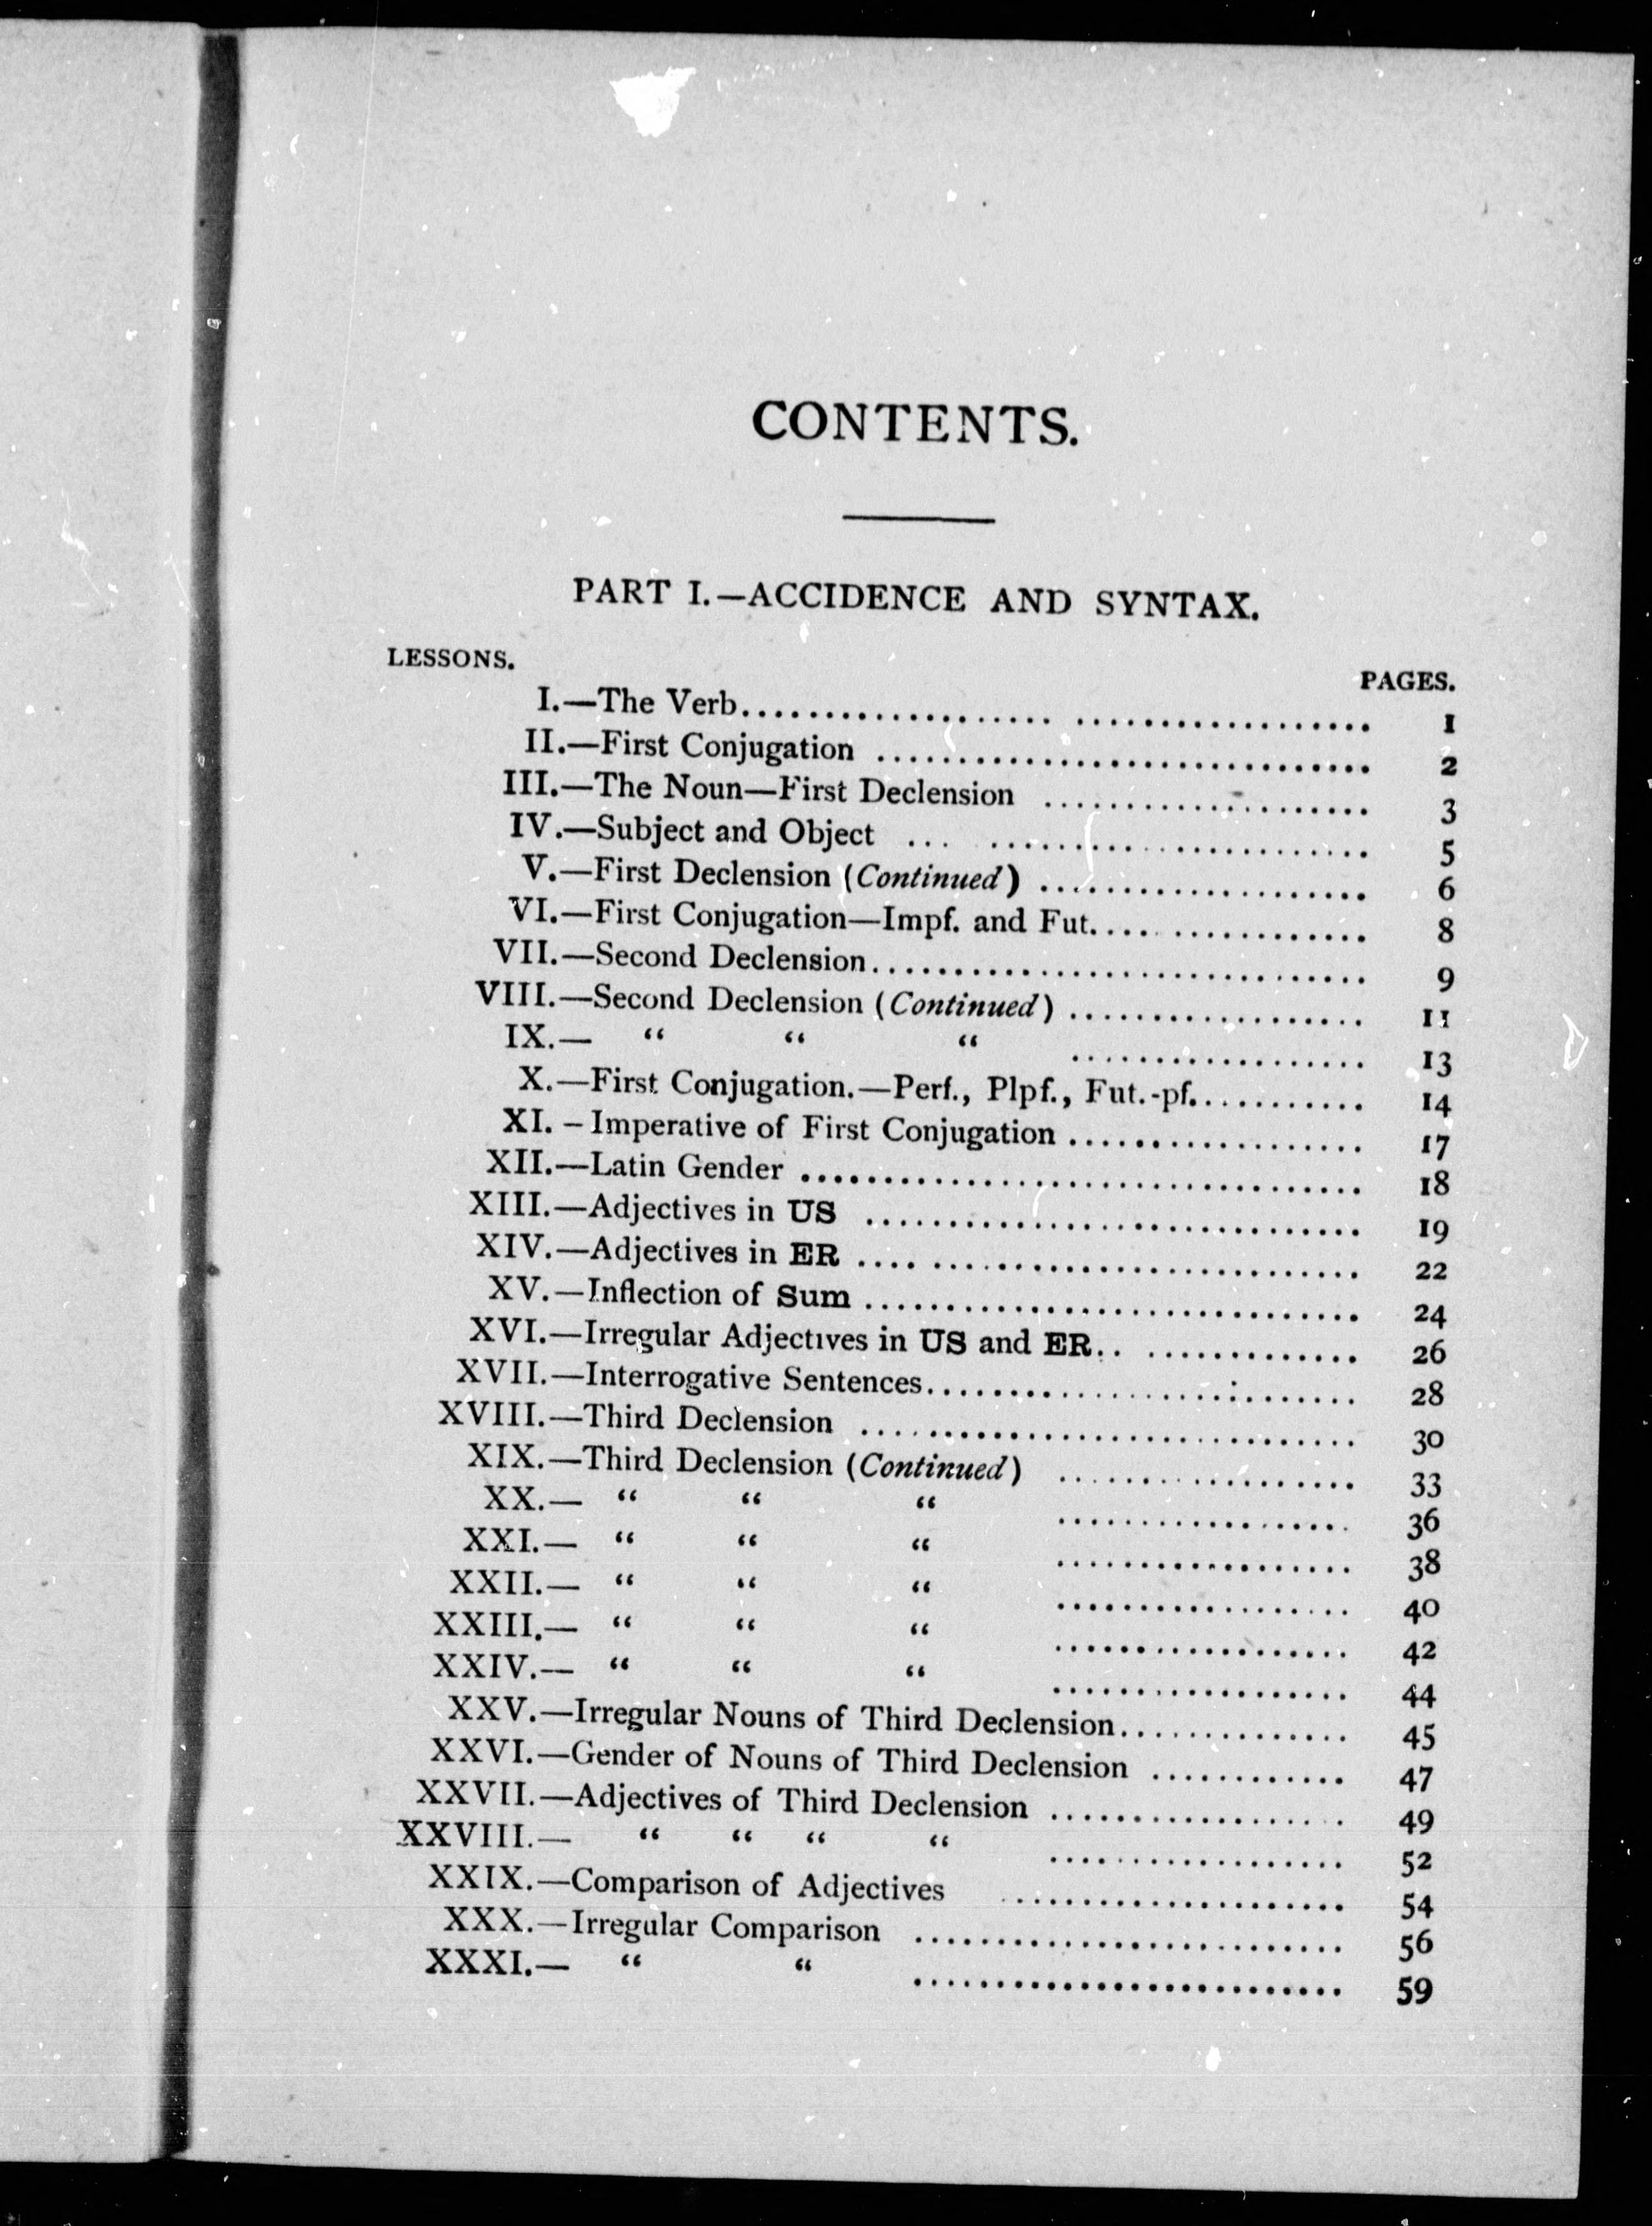 CONTENTS.
PART I.—ACCIDENCE AND SYNTAX.
LESSONS. PAGES.
I.—The Verb........................................ 1
II.—First Conjugation ............................... 2
III.—The Noun—First Declension .................... 3
IV.—Subject and Object ... ........................ 5
V.—First Declension (Continued) .................... 6
VI.—First Conjugation—Impf. and Fut................. 8
VII.—Second Declension............................... 9
VIII.—Second Declension (Continued) .................. 11
IX.— “ “ “ .................. 13
X.—First Conjugation.—Perf., Plpf., Fut.-pf........... 14
XI. – Imperative of First Conjugation .................. 17
XII.—Latin Gender .................................. 18
XIII.—Adjectives in US .............................. 19
XIV.—Adjectives in ER .... .......................... 22
XV.—Inflection of Sum .............................. 24
XVI.—Irregular Adjectives in US and ER.. ............. 26
XVII.—Interrogative Sentences.......................... 28
XVIII.—Third Declension .............................. 30
XIX.—Third Declension (Continued) .................. 33
XX.— “ “ “ .................. 36
XXI.— “ “ “ .................. 38
XXII.— “ “ “ .................. 40
XXIII.— “ “ “ .................. 42
XXIV.— “ “ “ .................. 44
XXV.—Irregular Nouns of Third Declension.............. 45
XXVI.—Gender of Nouns of Third Declension ............ 47
XXVII.—Adjectives of Third Declension .................. 49
XXVIII.— “ “ “ “ .................. 52
XXIX.—Comparison of Adjectives ..................... 54
XXX.—Irregular Comparison .......................... 56
XXXI.— “ “ .......................... 59